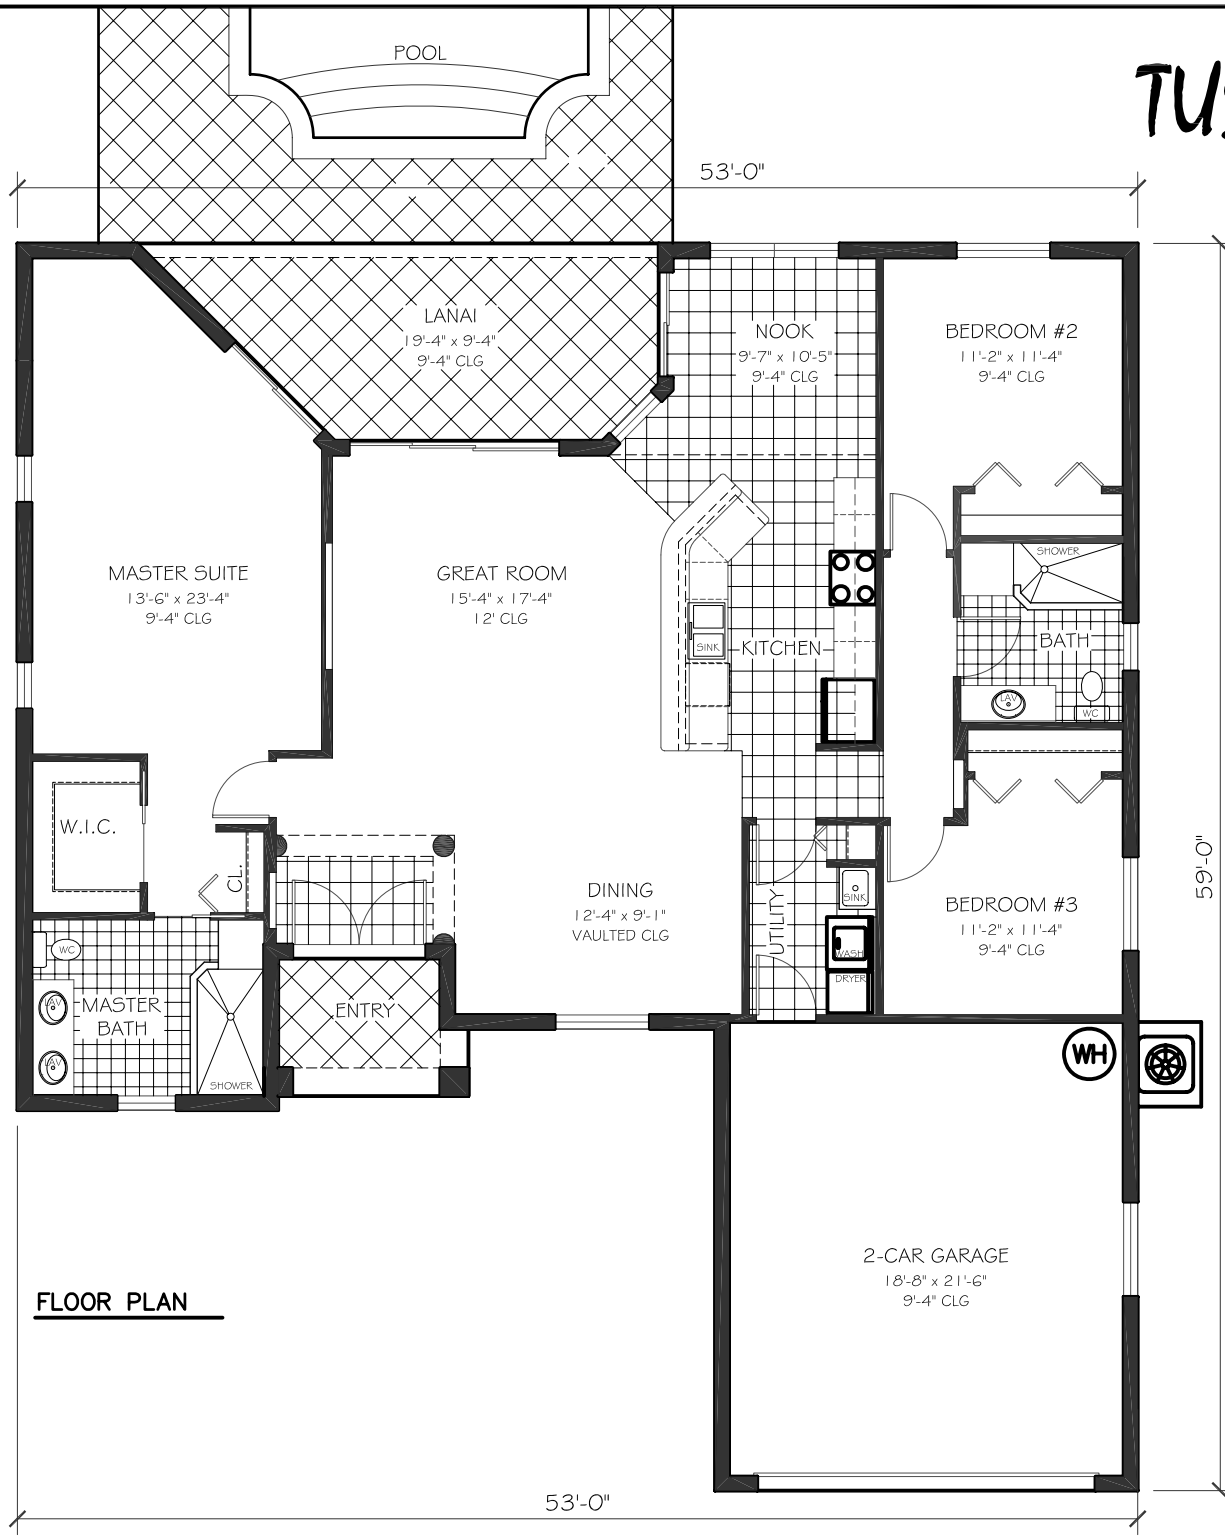 POOL
53'-0"
LANAI
19'-4" x 9'-4"
9'-4" CLG
NOOK
9'-7" x 10'-5"
9'-4" CLG
BEDROOM #2
11'-2" x 11'-4"
9'-4" CLG
MASTER SUITE
13'-6" x 23'-4"
9'-4" CLG
GREAT ROOM
15'-4" x 17'-4"
12' CLG
SHOWER
SINK
KITCHEN
BATH
LAV
WC
W.I.C.
CL.
DINING
12'-4" x 9'-1"
VAULTED CLG
UTILITY
SINK
WASH
DRYER
BEDROOM #3
11'-2" x 11'-4"
9'-4" CLG
59'-0"
WC
LAV
MASTER
BATH
LAV
SHOWER
ENTRY
WH
2-CAR GARAGE
18'-8" x 21'-6"
9'-4" CLG
FLOOR PLAN
53'-0"